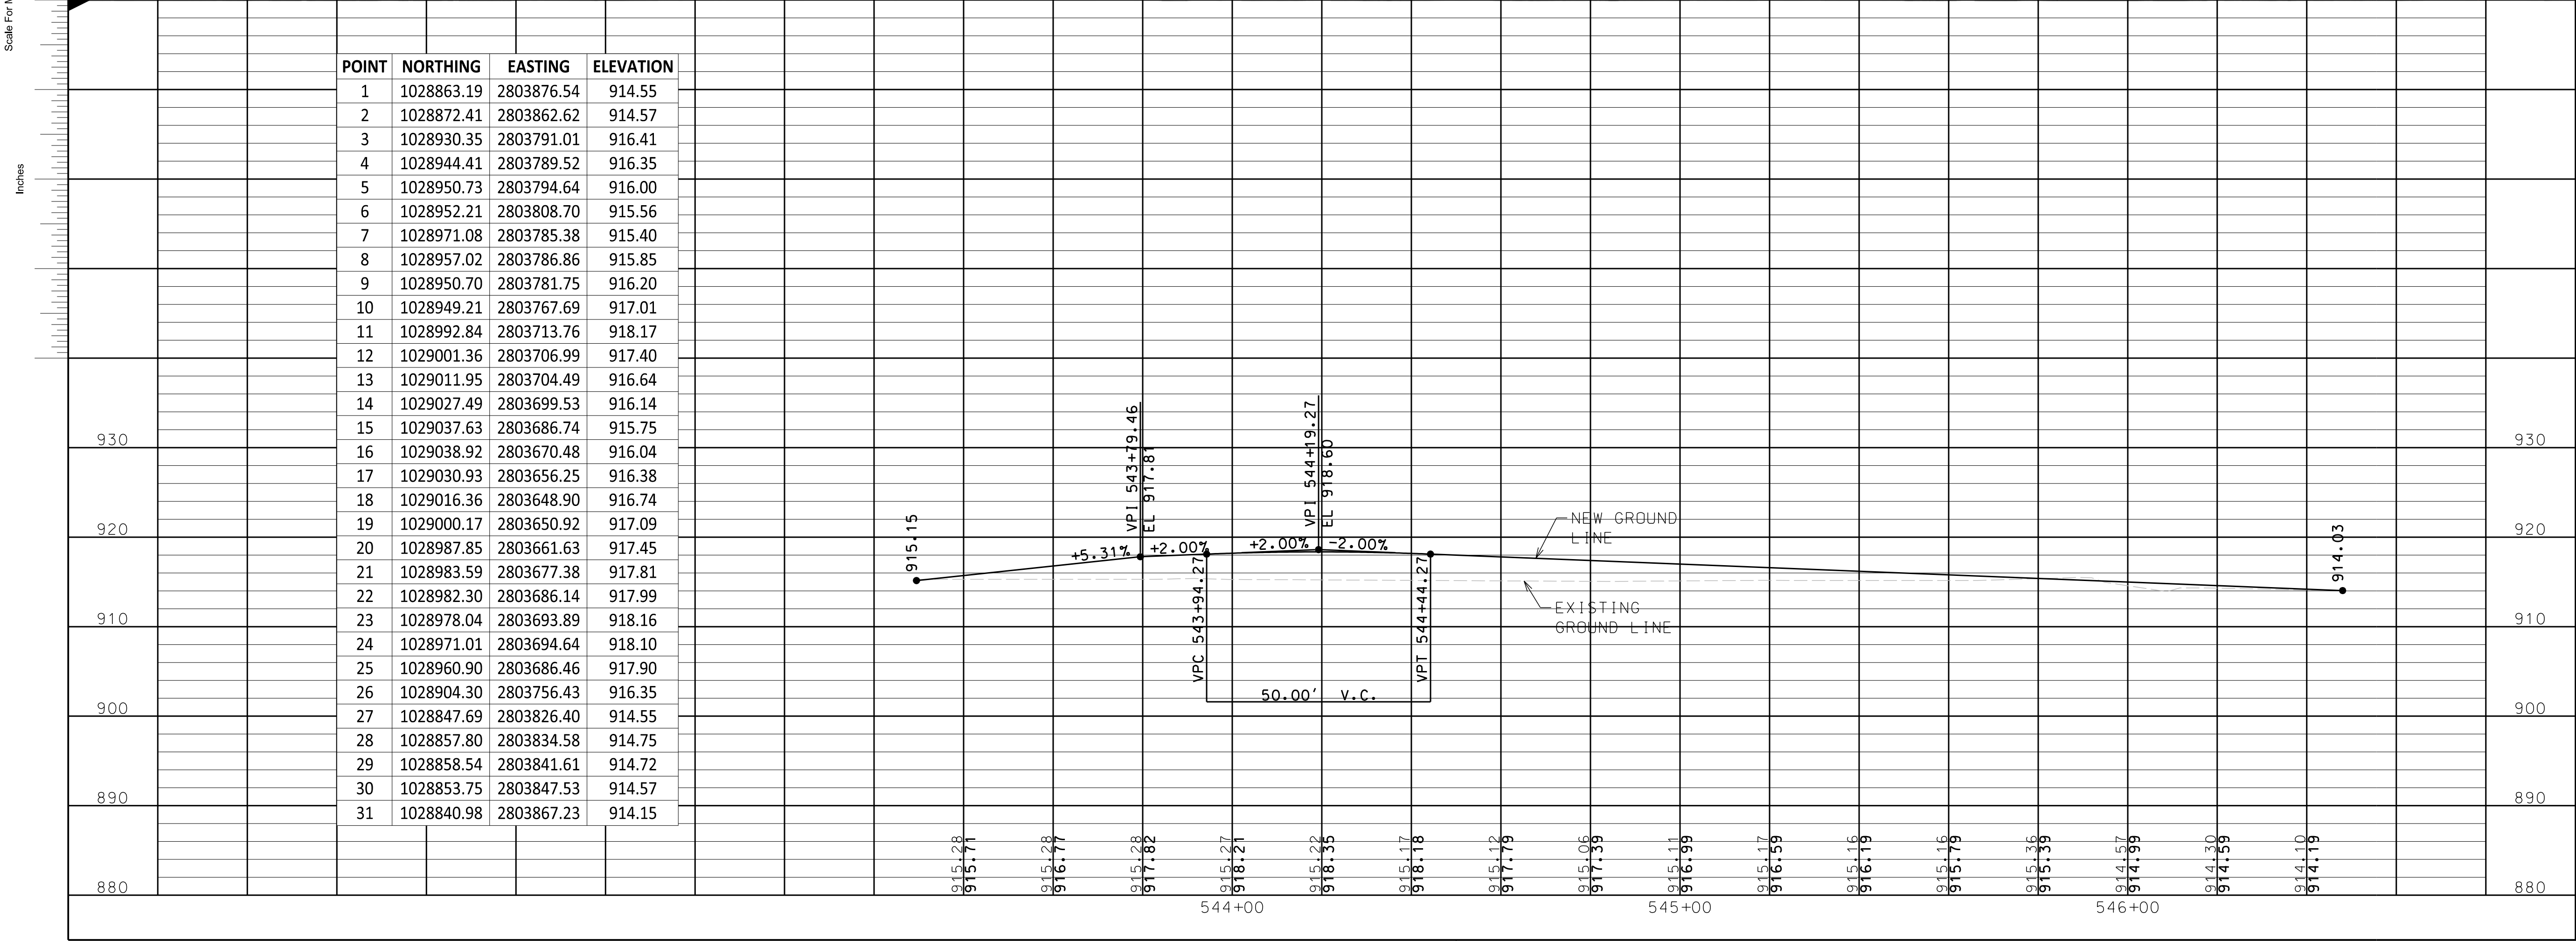 Scale For M
Inches
POINT NORTHING EASTING ELEVATION
1 1028863.19 2803876.54 914.55
2 1028872.41 2803862.62 914.57
3 1028930.35 2803791.01 916.41
4 1028944.41 2803789.52 916.35
5 1028950.73 2803794.64 916.00
6 1028952.21 2803808.70 915.56
7 1028971.08 2803785.38 915.40
8 1028957.02 2803786.86 915.85
9 1028950.70 2803781.75 916.20
10 1028949.21 2803767.69 917.01
11 1028992.84 2803713.76 918.17
12 1029001.36 2803706.99 917.40
13 1029011.95 2803704.49 916.64
14 1029027.49 2803699.53 916.14
15 1029037.63 2803686.74 915.75
16 1029038.92 2803670.48 916.04
17 1029030.93 2803656.25 916.38
18 1029016.36 2803648.90 916.74
19 1029000.17 2803650.92 917.09
20 1028987.85 2803661.63 917.45
21 1028983.59 2803677.38 917.81
22 1028982.30 2803686.14 917.99
23 1028978.04 2803693.89 918.16
24 1028971.01 2803694.64 918.10
25 1028960.90 2803686.46 917.90
26 1028904.30 2803756.43 916.35
27 1028847.69 2803826.40 914.55
28 1028857.80 2803834.58 914.75
29 1028858.54 2803841.61 914.72
30 1028853.75 2803847.53 914.57
31 1028840.98 2803867.23 914.15
930 930
920 920
910 910
900 900
890 890
880 880
915.15
+5.31%
VPI 543+79.46
EL 917.81
+2.00%
VPC 543+94.27
+2.00%
VPI 544+19.27
EL 918.60
-2.00%
VPT 544+44.27
50.00' V.C.
NEW GROUND
LINE
EXISTING
GROUND LINE
914.03
915.28
915.71
915.28
916.77
915.28
917.82
915.27
918.21
915.22
918.35
915.17
918.18
915.12
917.79
915.06
917.39
915.11
916.99
915.17
916.59
915.16
916.19
915.16
915.79
915.36
915.39
914.57
914.99
914.30
914.59
914.10
914.19
544+00 545+00 546+00